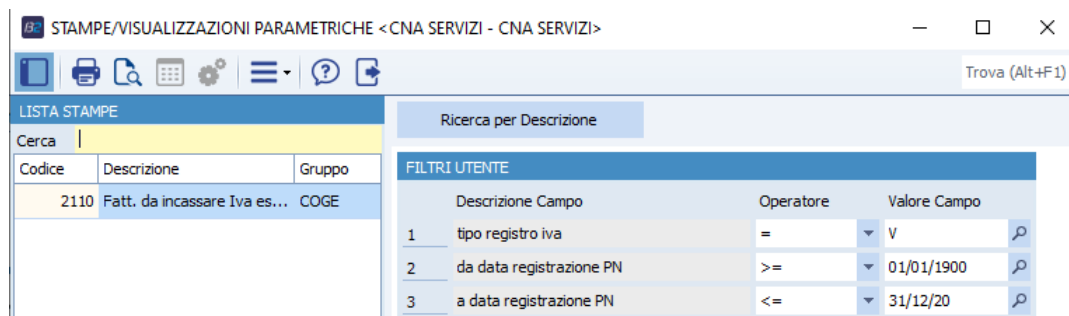 B2 STAMPE/VISUALIZZAZIONI PARAMETRICHE <CNA SERVIZI - CNA SERVIZI>
Trova (Alt+F1)
LISTA STAMPE
Cerca
Codice Descrizione Gruppo
2110 Fatt. da incassare Iva es... COGE
Ricerca per Descrizione
FILTRI UTENTE
Descrizione Campo Operatore Valore Campo
1 tipo registro iva = V
2 da data registrazione PN >= 01/01/1900
3 a data registrazione PN <= 31/12/20